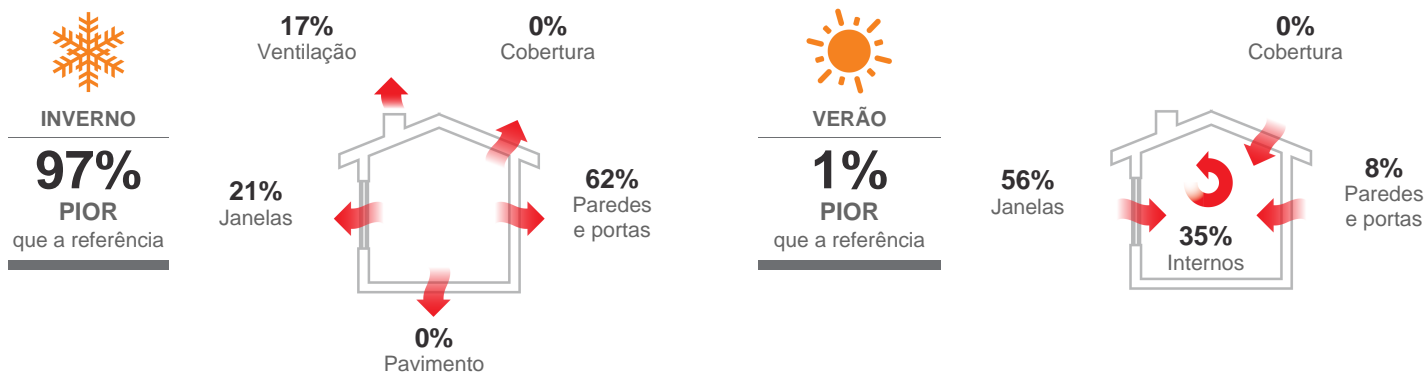 INVERNO
97%
PIOR
que a referência
17%
Ventilação
0%
Cobertura
21%
Janelas
62%
Paredes
e portas
0%
Pavimento
VERÃO
1%
PIOR
que a referência
0%
Cobertura
56%
Janelas
8%
Paredes
e portas
35%
Internos